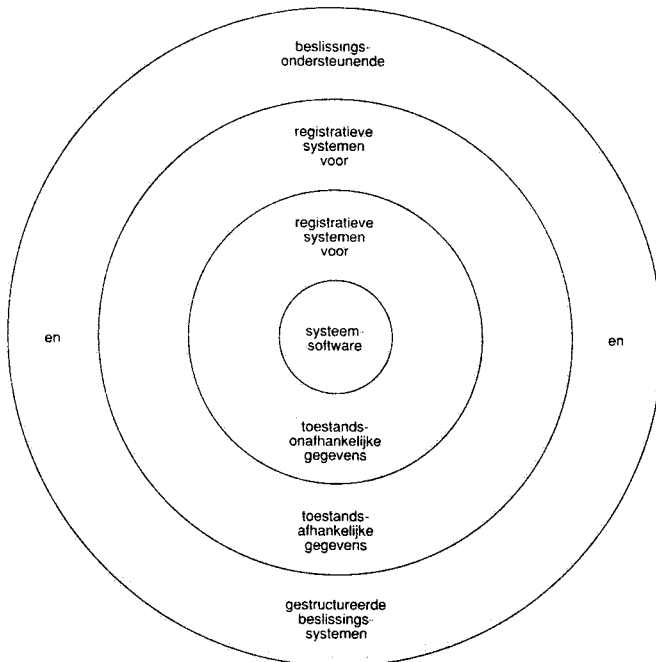 beslissings-
ondersteunende
registratieve
systemen
voor
registratieve
systemen
voor
en
systeem-
software
en
toestands-
onafhankelijke
gegevens
toestands-
afhankelijke
gegevens
gestructureerde
beslissings-
systemen